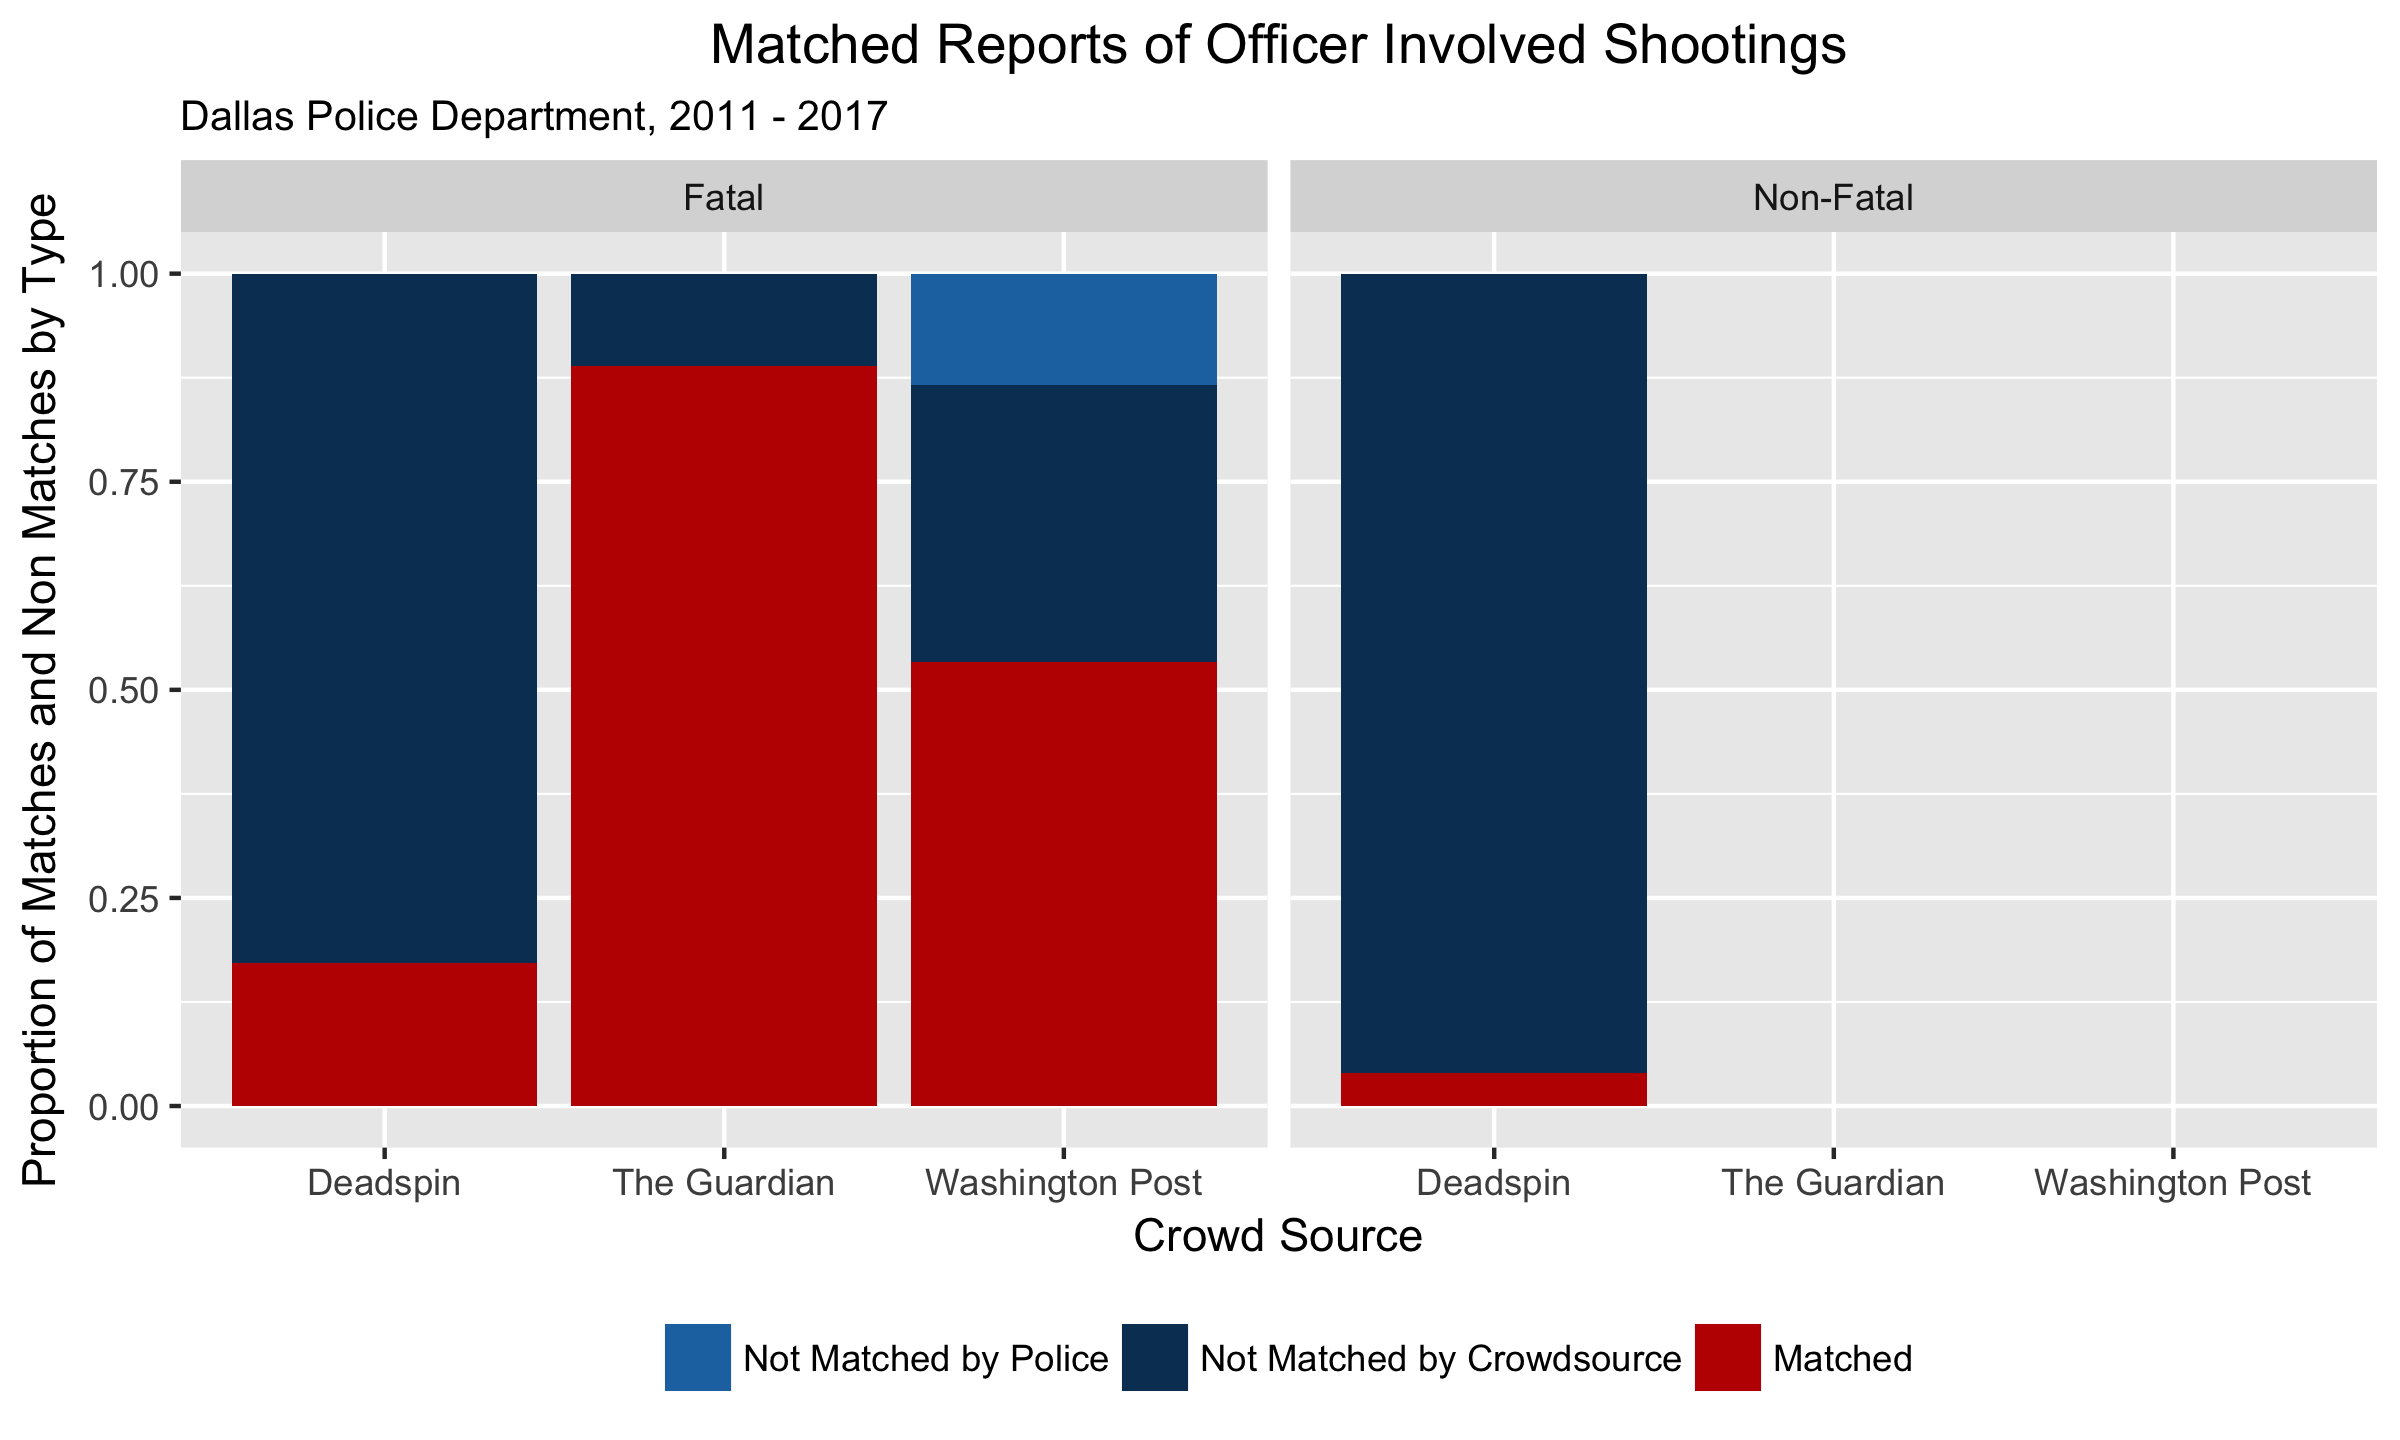 Matched Reports of Officer Involved Shootings
Dallas Police Department, 2011 - 2017
Fatal
Non-Fatal
Proportion of Matches and Non Matches by Type
1.00
0.75
0.50
0.25
0.00
Deadspin
The Guardian
Washington Post
Deadspin
The Guardian
Washington Post
Crowd Source
Not Matched by Police
Not Matched by Crowdsource
Matched